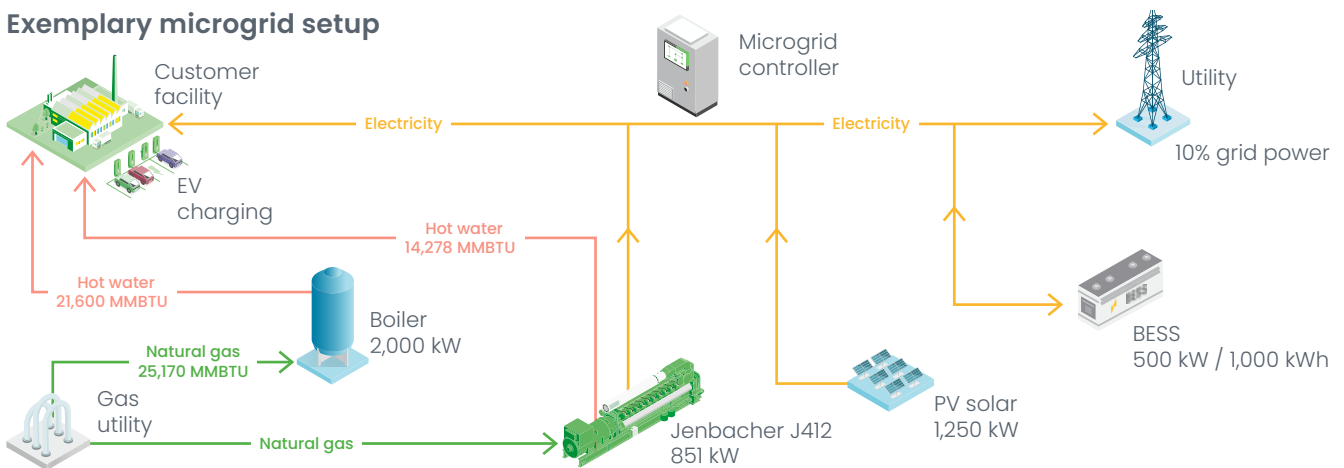 Exemplary microgrid setup
Customer
facility
Microgrid
controller
Utility
Electricity
Electricity
10% grid power
EV
charging
Hot water
14,278 MMBTU
Hot water
21,600 MMBTU
BESS
Boiler
2,000 kW
BESS
500 kW / 1,000 kWh
Natural gas
25,170 MMBTU
Gas
utility
Natural gas
Jenbacher J412
851 kW
PV solar
1,250 kW